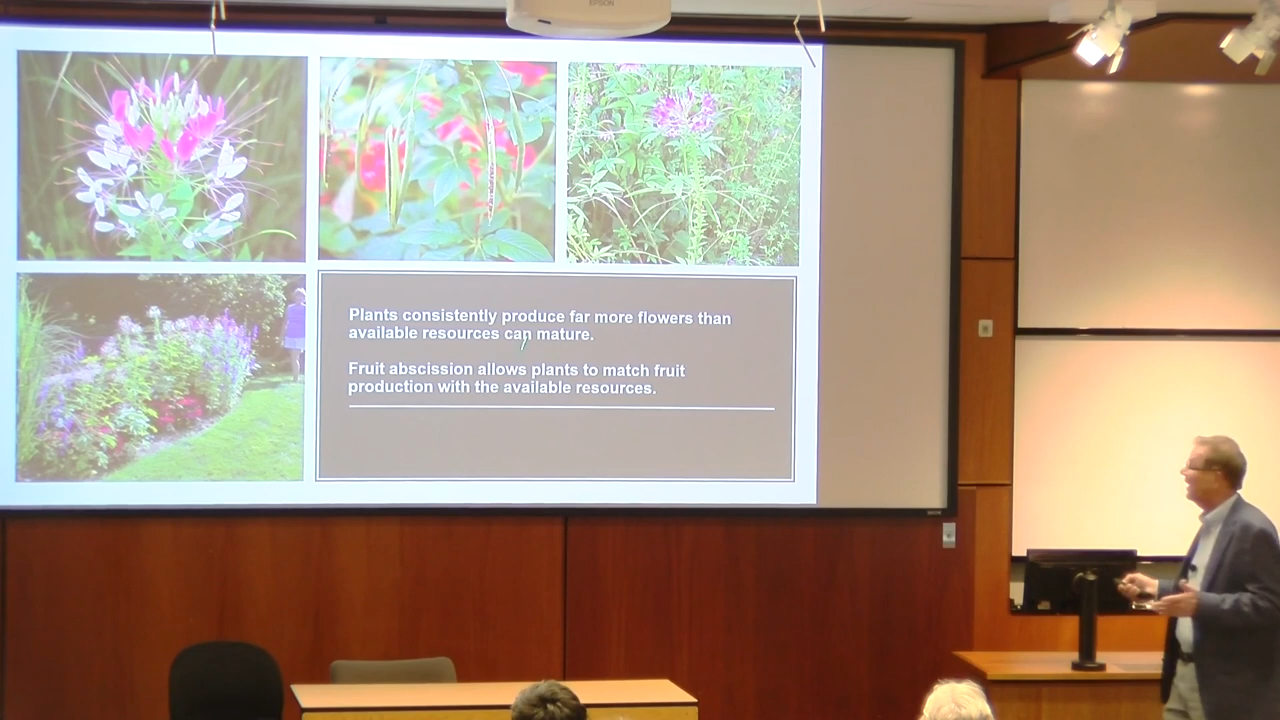 EPSON
Plants consistently produce far more flowers than
available resources can mature.
Fruit abscission allows plants to match fruit
production with the available resources.